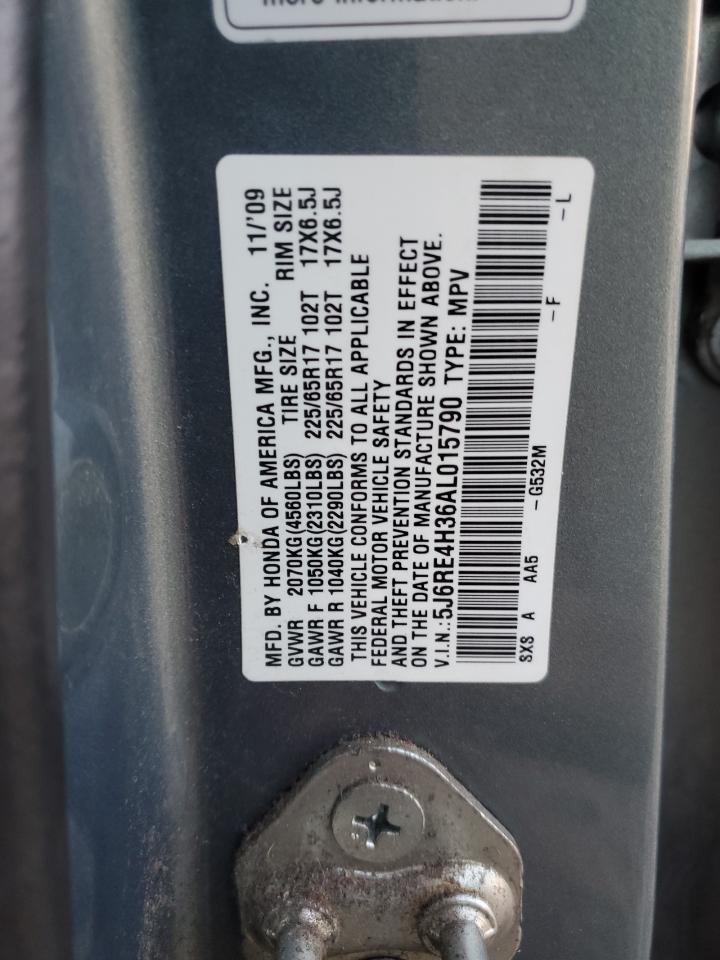 more information.
MFD. BY HONDA OF AMERICA MFG., INC. 11/'09
GVWR 2070KG(4560LBS) TIRE SIZE RIM SIZE
GAWR F 1050KG(2310LBS) 225/65R17 102T 17X6.5J
GAWR R 1040KG(2290LBS) 225/65R17 102T 17X6.5J
THIS VEHICLE CONFORMS TO ALL APPLICABLE
FEDERAL MOTOR VEHICLE SAFETY
AND THEFT PREVENTION STANDARDS IN EFFECT
ON THE DATE OF MANUFACTURE SHOWN ABOVE.
V.I.N.:5J6RE4H36AL015790 TYPE: MPV
SXS A AA5 -G532M -F -L